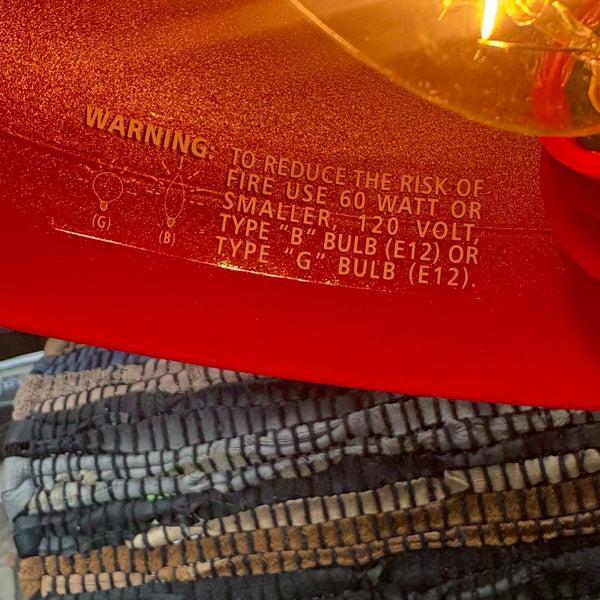 WARNING:
TO REDUCE THE RISK OF
FIRE USE 60 WATT OR
SMALLER, 120 VOLT,
TYPE "B" BULB (E12) OR
TYPE "G" BULB (E12).
(G)
(B)